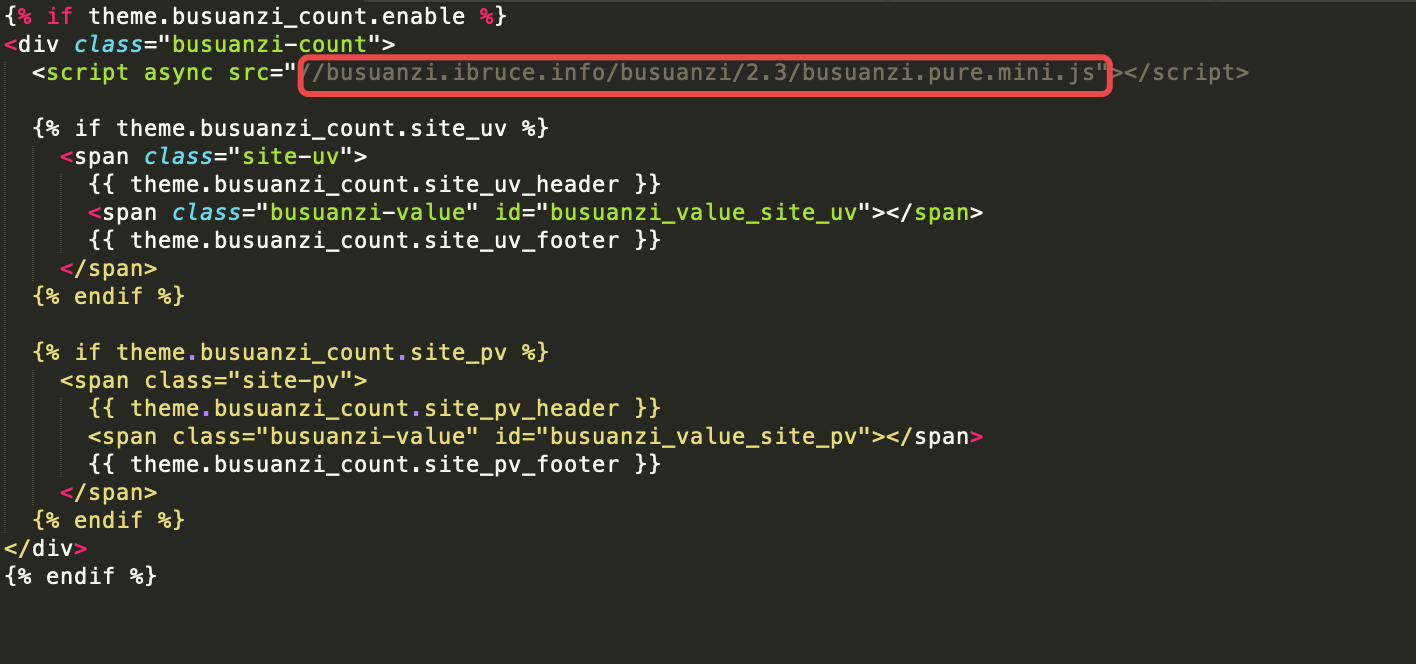 {% if theme.busuanzi_count.enable %}
<div class="busuanzi-count">
<script async src="//busuanzi.ibruce.info/busuanzi/2.3/busuanzi.pure.mini.js"></script>
{% if theme.busuanzi_count.site_uv %}
<span class="site-uv">
{{ theme.busuanzi_count.site_uv_header }}
<span class="busuanzi-value" id="busuanzi_value_site_uv"></span>
{{ theme.busuanzi_count.site_uv_footer }}
</span>
{% endif %}
{% if theme.busuanzi_count.site_pv %}
<span class="site-pv">
{{ theme.busuanzi_count.site_pv_header }}
<span class="busuanzi-value" id="busuanzi_value_site_pv"></span>
{{ theme.busuanzi_count.site_pv_footer }}
</span>
{% endif %}
</div>
{% endif %}